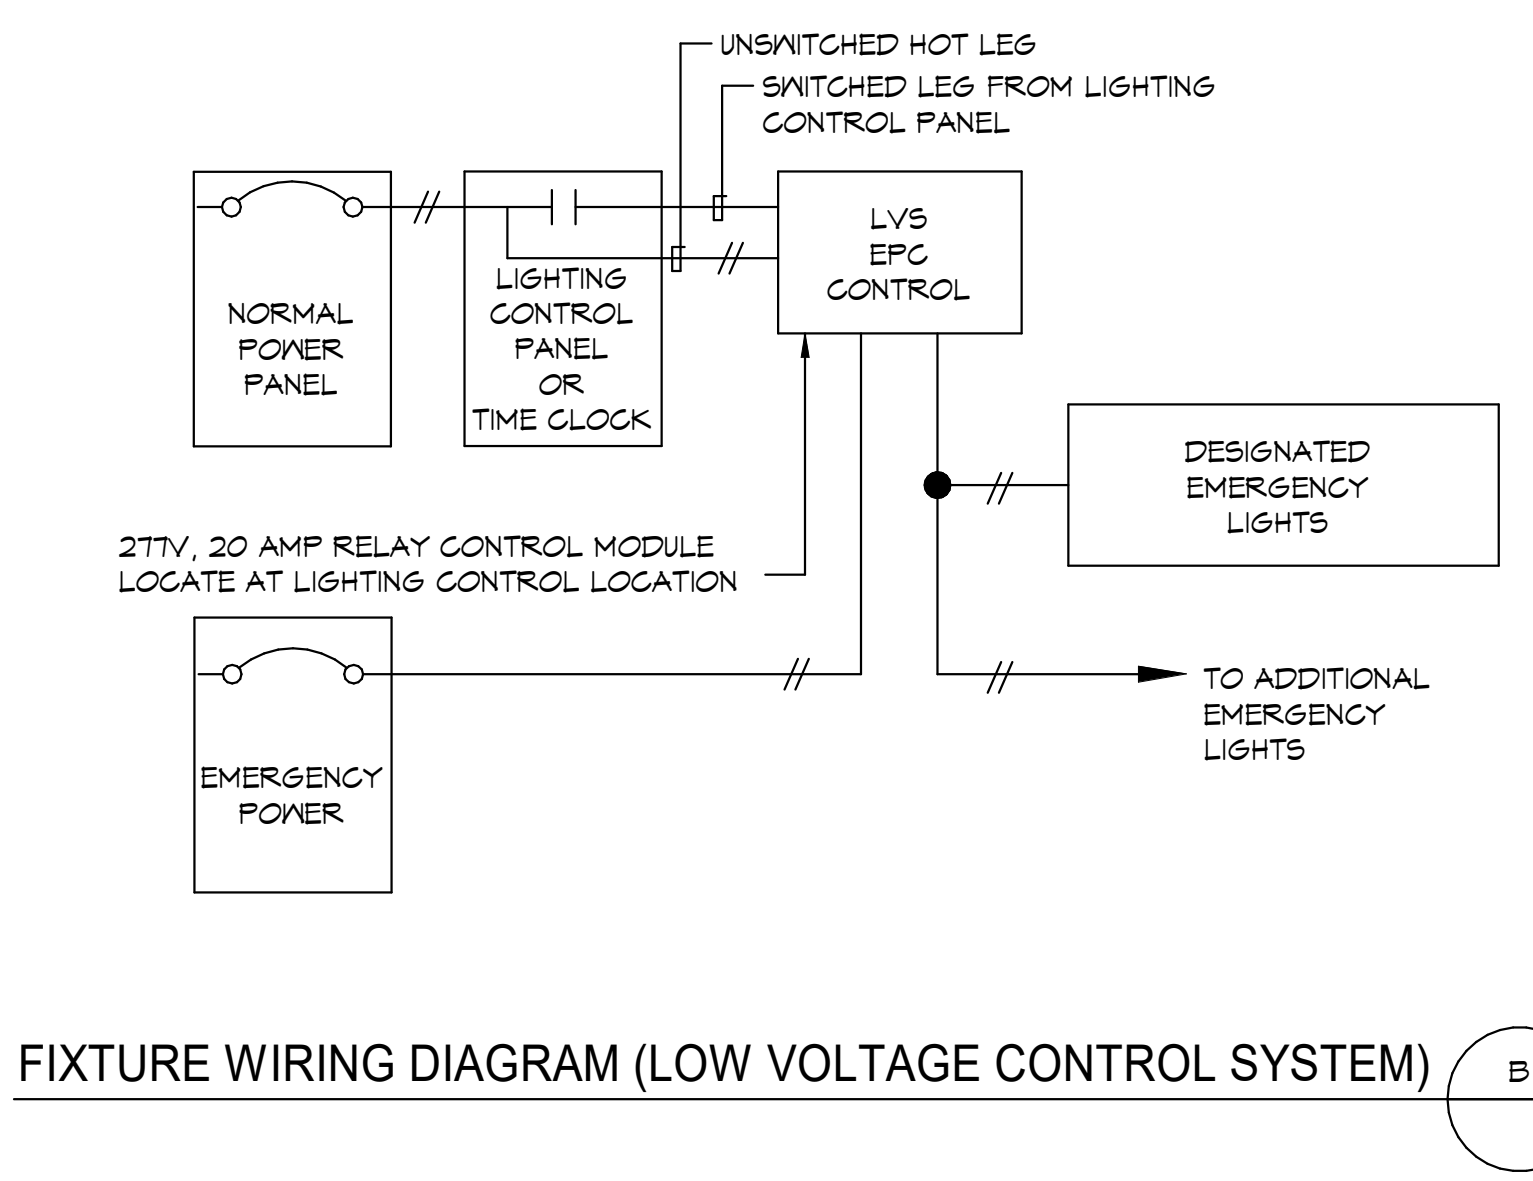 UNSWITCHED HOT LEG
SWITCHED LEG FROM LIGHTING
CONTROL PANEL
LVS
EPC
CONTROL
NORMAL
POWER
PANEL
LIGHTING
CONTROL
PANEL
OR
TIME CLOCK
DESIGNATED
EMERGENCY
LIGHTS
277V, 20 AMP RELAY CONTROL MODULE
LOCATE AT LIGHTING CONTROL LOCATION
TO ADDITIONAL
EMERGENCY
LIGHTS
EMERGENCY
POWER
FIXTURE WIRING DIAGRAM (LOW VOLTAGE CONTROL SYSTEM)
B